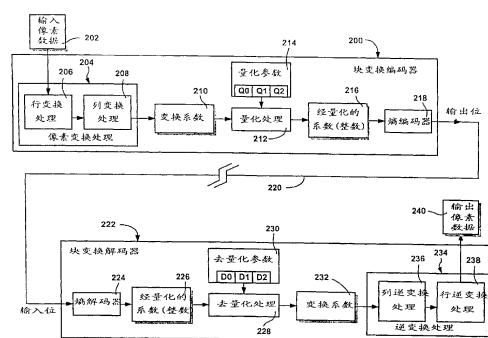 输入
像素
数据
202
200
块变换编码器
204
206
208
行变换
处理
列变换
处理
像素变换处理
210
变换系数
214
量化参数
Q0 Q1 Q2
量化处理
212
216
经量化的
系数(整数)
218
熵编码器
输出位
220
222
块变换解码器
224
熵解码器
输入位
226
经量化的
系数(整数
230
去量化参数
D0 D1 D2
去量化处理
228
232
变换系数
234
236
列逆变换
处理
238
行逆变换
处理
逆变换处理
240
输出
像素
数据